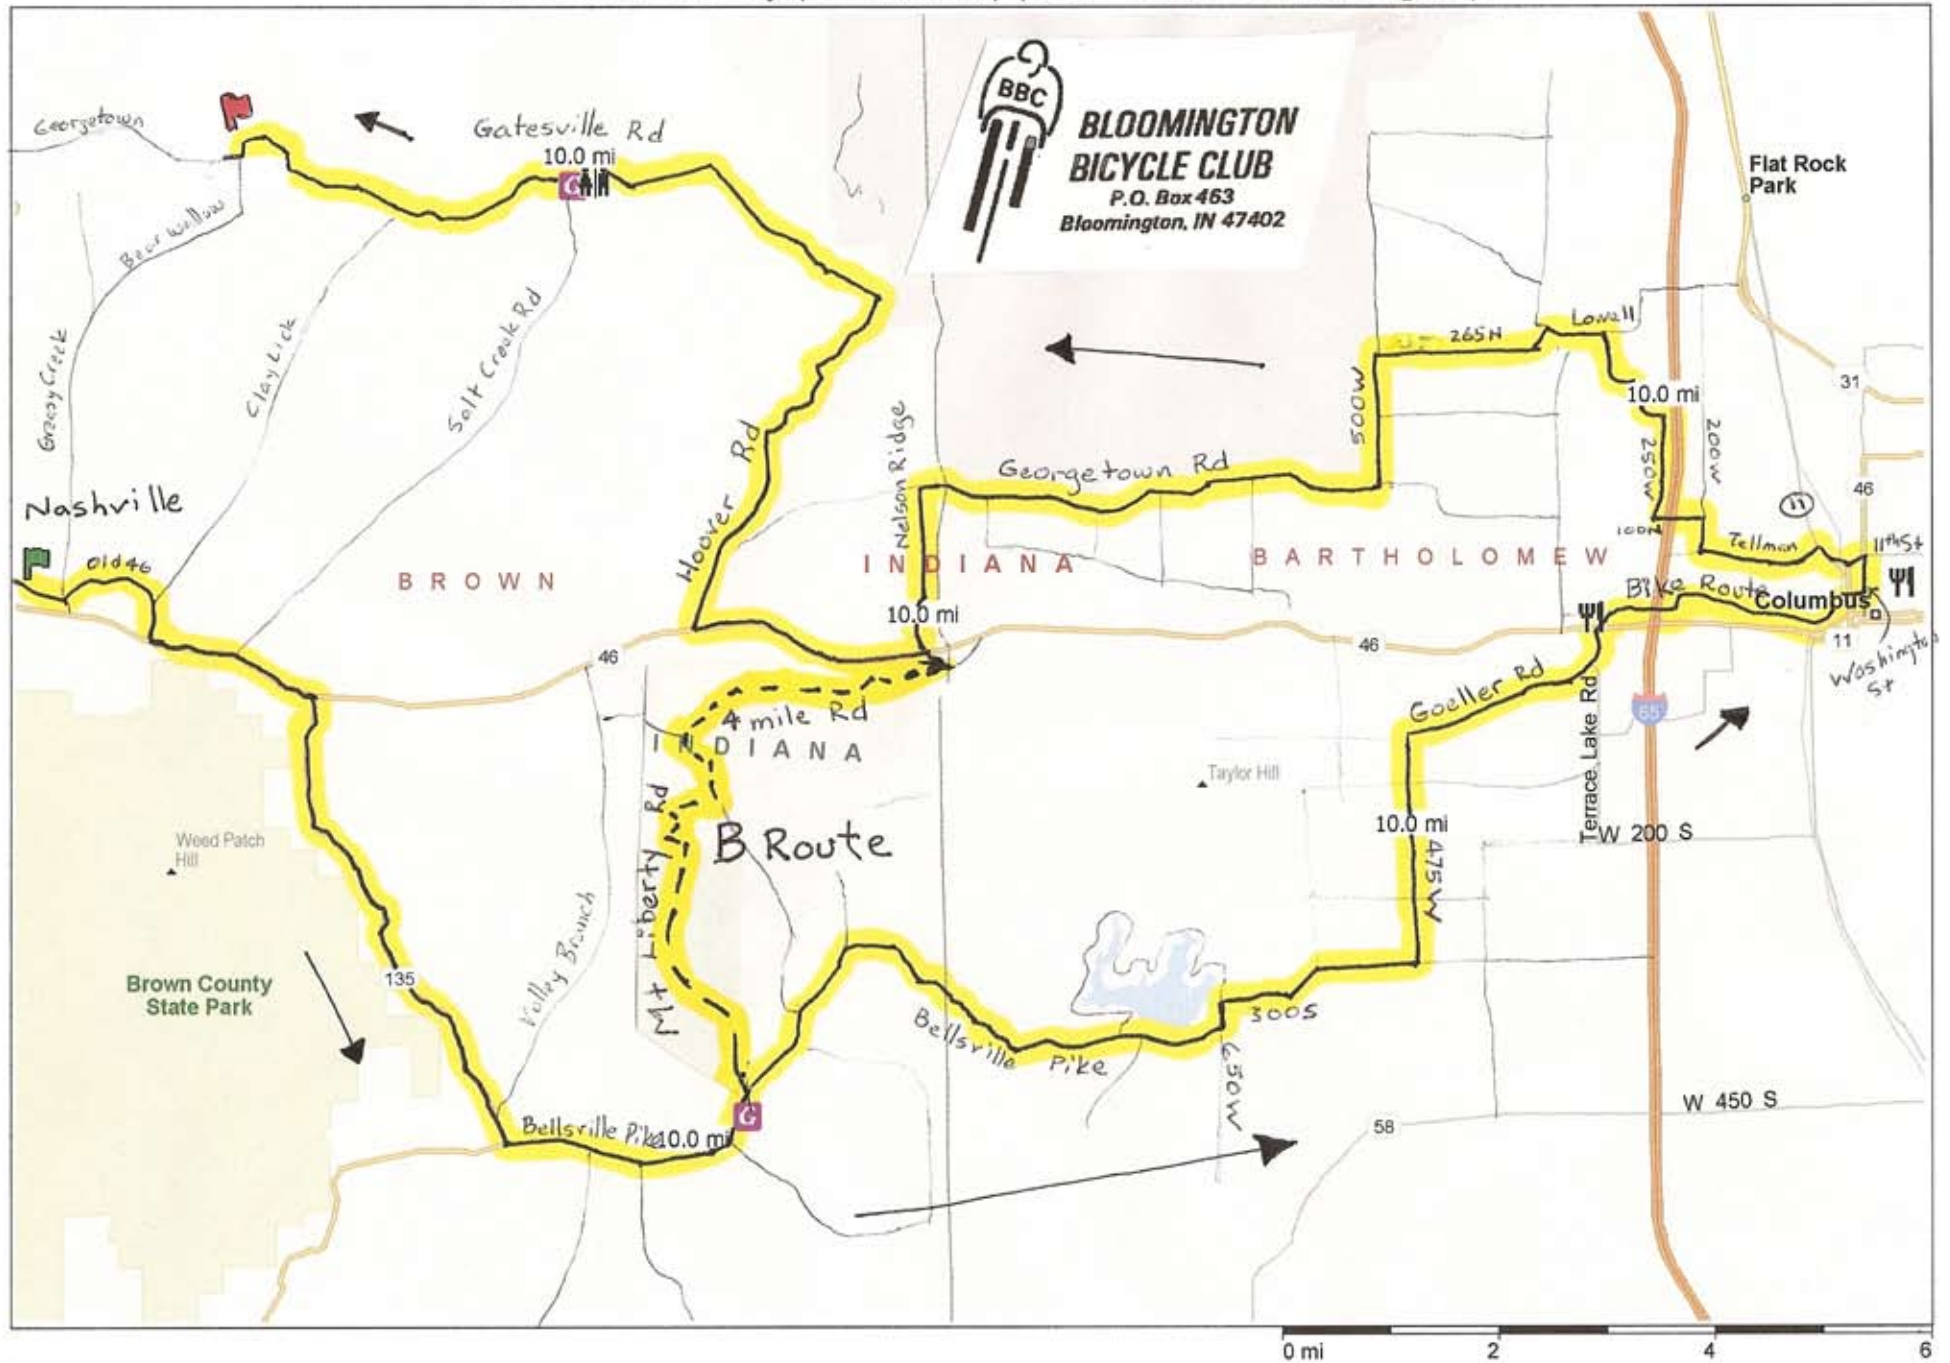 Georgetown
Gatesville Rd
10.0 mi
G
BBC
BLOOMINGTON
BICYCLE CLUB
P.O. Box 463
Bloomington, IN 47402
Flat Rock
Park
Bear Wallow
Greasy Creek
Clay Lick
Salt Creek Rd
Hoover Rd
Nelson Ridge
Georgetown Rd
500W
265N
Lowell
10.0 mi
250W
200W
100N
31
46
11
Tellman
11th St
Nashville
Old 46
BROWN
INDIANA
BARTHOLOMEW
Bike Route
Columbus
11
Washington
St
10.0 mi
46
46
4 mile Rd
INDIANA
Goeller Rd
Terrace Lake Rd
65
Taylor Hill
Mt Liberty Rd
B Route
10.0 mi
475W
W 200 S
Weed Patch
Hill
Brown County
State Park
135
Valley Branch
Bellsville Pike
300S
650W
Bellsville Pike
10.0 mi
G
58
W 450 S
0 mi
2
4
6